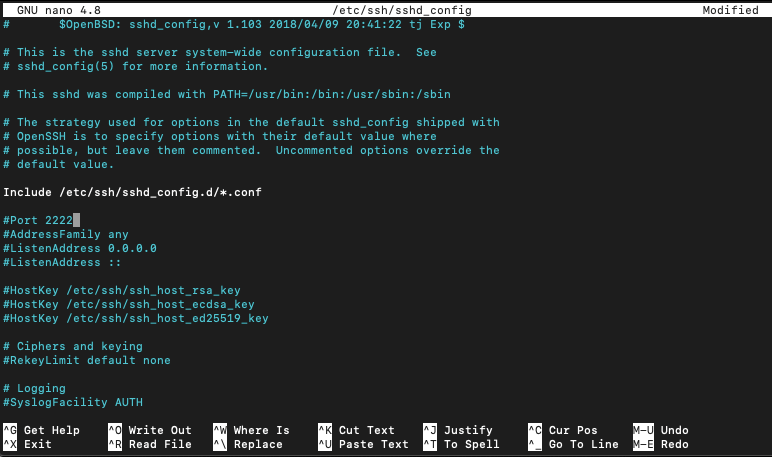 GNU nano 4.8 /etc/ssh/sshd_config Modified
# $OpenBSD: sshd_config,v 1.103 2018/04/09 20:41:22 tj Exp $
# This is the sshd server system-wide configuration file. See
# sshd_config(5) for more information.
# This sshd was compiled with PATH=/usr/bin:/bin:/usr/sbin:/sbin
# The strategy used for options in the default sshd_config shipped with
# OpenSSH is to specify options with their default value where
# possible, but leave them commented. Uncommented options override the
# default value.
Include /etc/ssh/sshd_config.d/*.conf
#Port 2222
#AddressFamily any
#ListenAddress 0.0.0.0
#ListenAddress ::
#HostKey /etc/ssh/ssh_host_rsa_key
#HostKey /etc/ssh/ssh_host_ecdsa_key
#HostKey /etc/ssh/ssh_host_ed25519_key
# Ciphers and keying
#RekeyLimit default none
# Logging
#SyslogFacility AUTH
^G Get Help ^O Write Out ^W Where Is ^K Cut Text ^J Justify ^C Cur Pos M-U Undo
^X Exit ^R Read File ^\ Replace ^U Paste Text ^T To Spell ^_ Go To Line M-E Redo